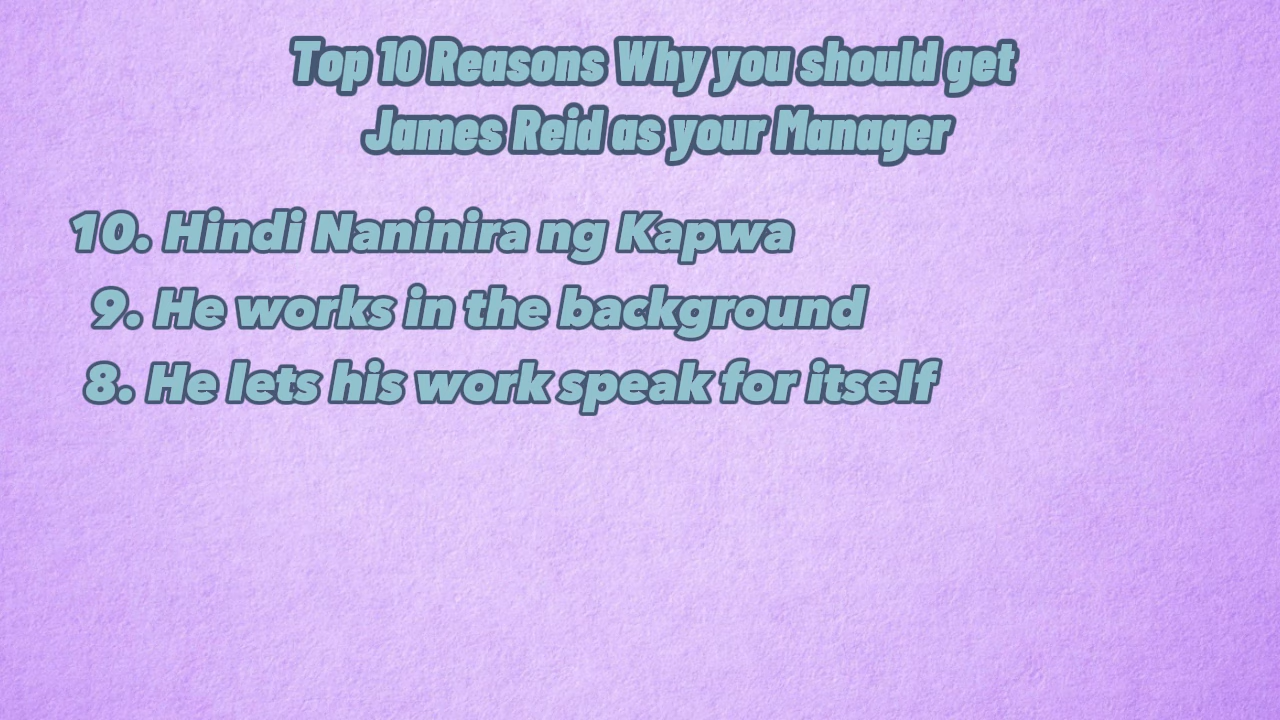 Top 10 Reasons Why you should get
James Reid as your Manager
10. Hindi Naninira ng Kapwa
9. He works in the background
8. He lets his work speak for itself